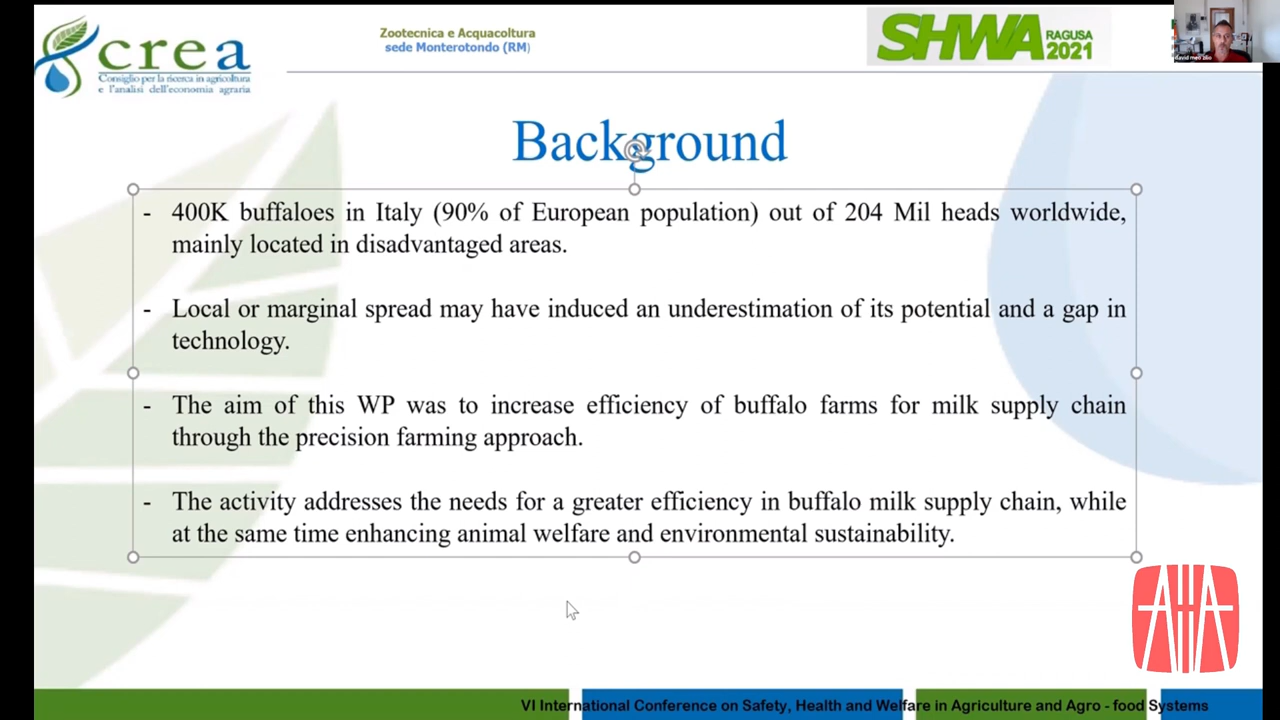 crea
Consiglio per la ricerca in agricoltura
e l'analisi dell'economia agraria
Zootecnica e Acquacoltura
sede Monterotondo (RM)
SHWA RAGUSA
2021
david meo zilio
Background
- 400K buffaloes in Italy (90% of European population) out of 204 Mil heads worldwide,
mainly located in disadvantaged areas.
- Local or marginal spread may have induced an underestimation of its potential and a gap in
technology.
- The aim of this WP was to increase efficiency of buffalo farms for milk supply chain
through the precision farming approach.
- The activity addresses the needs for a greater efficiency in buffalo milk supply chain, while
at the same time enhancing animal welfare and environmental sustainability.
VI International Conference on Safety, Health and Welfare in Agriculture and Agro - food Systems